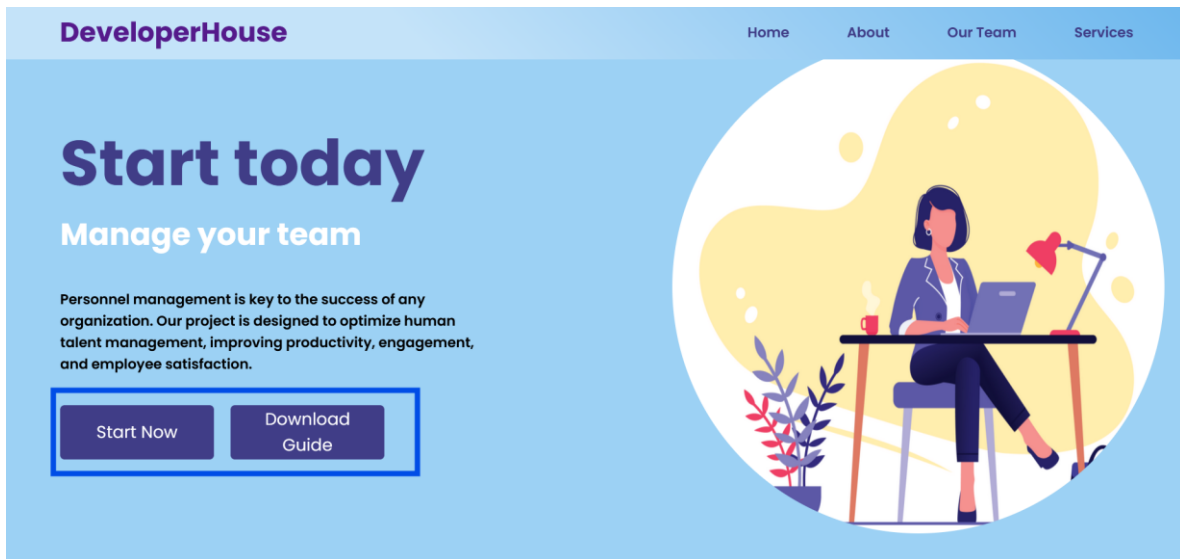 DeveloperHouse
Home About Our Team Services
Start today
Manage your team
Personnel management is key to the success of any
organization. Our project is designed to optimize human
talent management, improving productivity, engagement,
and employee satisfaction.
Start Now
Download
Guide